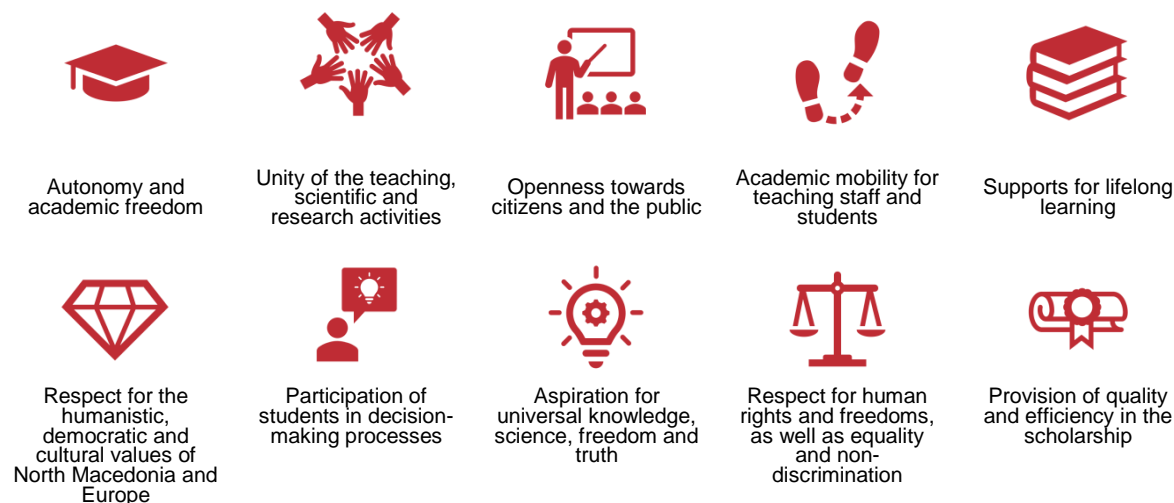 Autonomy and
academic freedom
Unity of the teaching,
scientific and
research activities
Openness towards
citizens and the public
Academic mobility for
teaching staff and
students
Supports for lifelong
learning
Respect for the
humanistic,
democratic and
cultural values of
North Macedonia and
Europe
Participation of
students in decision-
making processes
Aspiration for
universal knowledge,
science, freedom and
truth
Respect for human
rights and freedoms,
as well as equality
and non-
discrimination
Provision of quality
and efficiency in the
scholarship